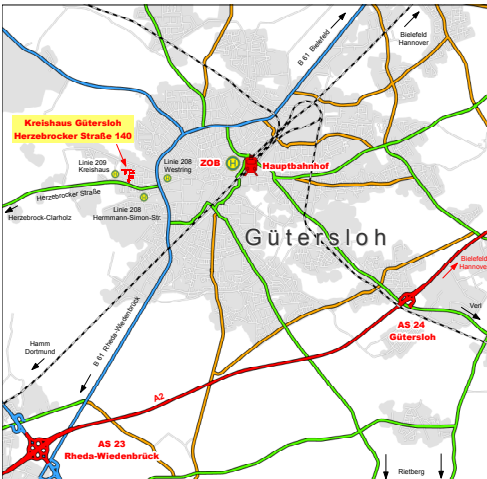 Bielefeld
Hannover
B 61 Bielefeld
Kreishaus Gütersloh
Herzebrocker Straße 140
Linie 209
Kreishaus
Linie 208
Westring
ZOB
H
Hauptbahnhof
H
H
H
Herzebrocker Straße
Linie 208
Hermmann-Simon-Str.
Herzebrock-Clarholz
Gütersloh
Bielefeld
Hannover
Verl
AS 24
Gütersloh
Hamm
Dortmund
B 61 Rheda-Wiedenbrück
A2
AS 23
Rheda-Wiedenbrück
Rietberg